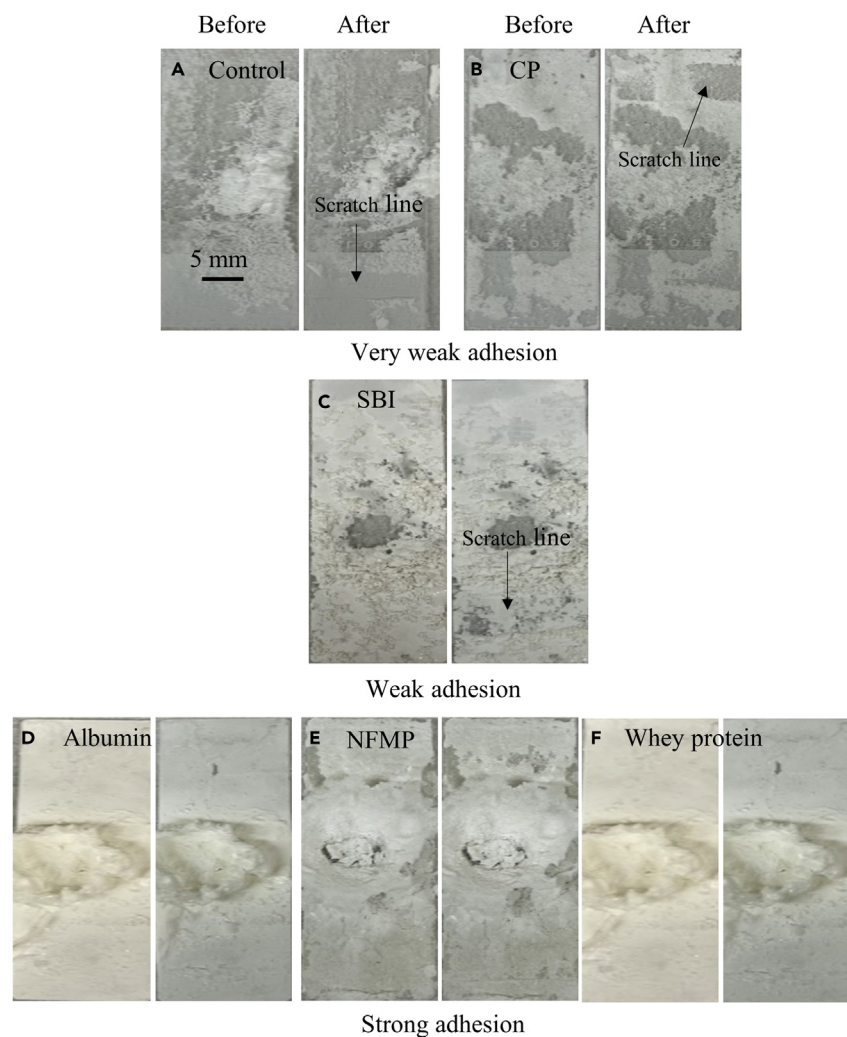 Before After Before After
A Control B CP
Scratch line
Scratch line
5 mm
Very weak adhesion
C SBI
Scratch line
Weak adhesion
D Albumin E NFMP F Whey protein
Strong adhesion